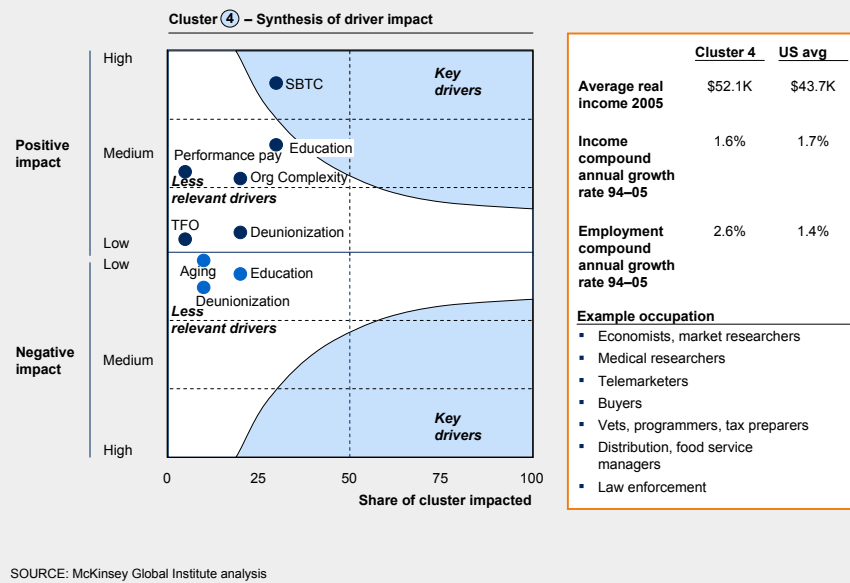 Cluster 4 – Synthesis of driver impact
High
Positive
impact
Medium
Low
Low
Negative
impact
Medium
High
SBTC
Key
drivers
Education
Performance pay
Org Complexity
Less
relevant drivers
TFO
Deunionization
Aging
Education
Deunionization
Less
relevant drivers
Key
drivers
0
25
50
75
100
Share of cluster impacted
Cluster 4
US avg
Average real
income 2005
$52.1K
$43.7K
Income
compound
annual growth
rate 94–05
1.6%
1.7%
Employment
compound
annual growth
rate 94–05
2.6%
1.4%
Example occupation
▪ Economists, market researchers
▪ Medical researchers
▪ Telemarketers
▪ Buyers
▪ Vets, programmers, tax preparers
▪ Distribution, food service
managers
▪ Law enforcement
SOURCE: McKinsey Global Institute analysis